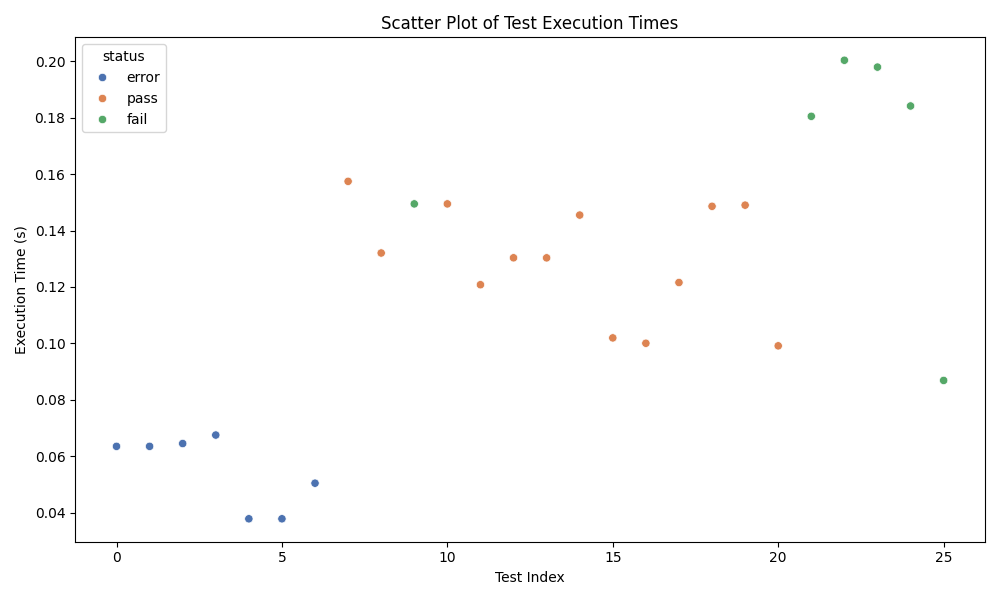 Scatter Plot of Test Execution Times
status
error
pass
fail
Execution Time (s)
0.20
0.18
0.16
0.14
0.12
0.10
0.08
0.06
0.04
0 5 10 15 20 25
Test Index